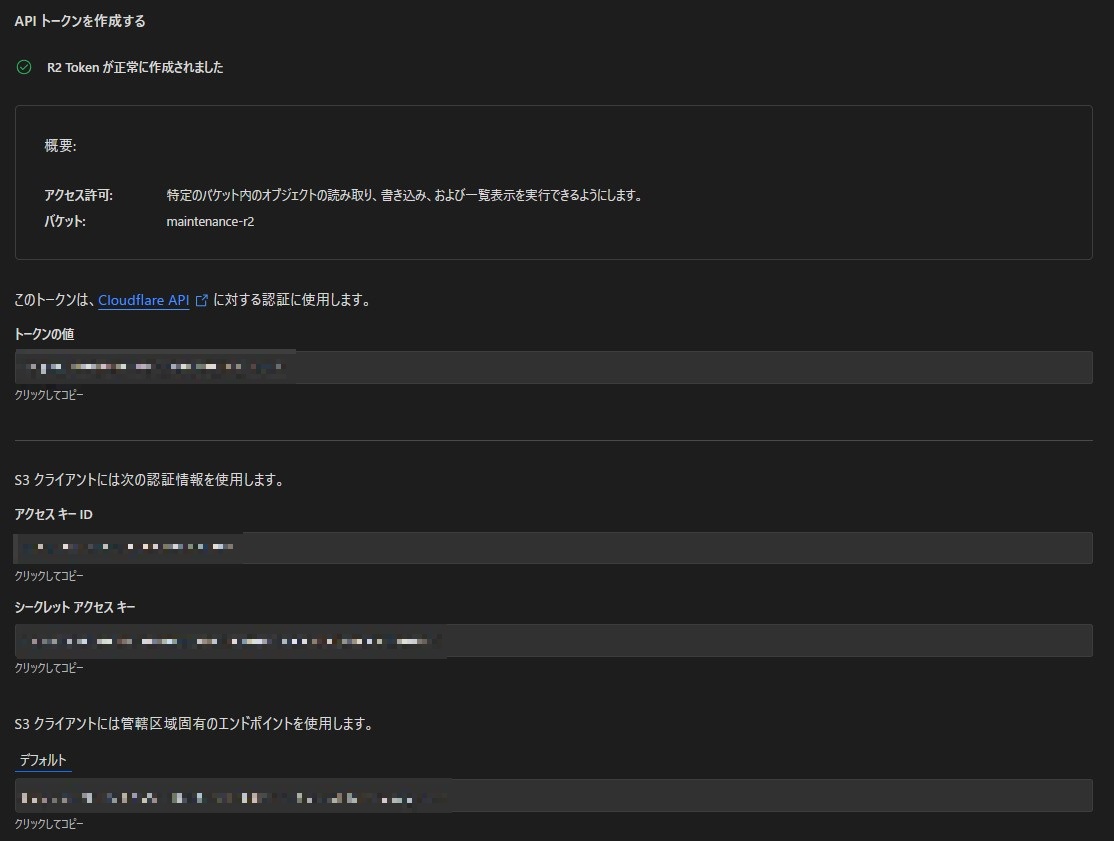 API トークンを作成する
R2 Token が正常に作成されました
概要:
アクセス許可: 特定のバケット内のオブジェクトの読み取り、書き込み、および一覧表示を実行できるようにします。
バケット: maintenance-r2
このトークンは、Cloudflare API に対する認証に使用します。
トークンの値
クリックしてコピー
S3 クライアントには次の認証情報を使用します。
アクセス キー ID
クリックしてコピー
シークレット アクセス キー
クリックしてコピー
S3 クライアントには管轄区域固有のエンドポイントを使用します。
デフォルト
クリックしてコピー